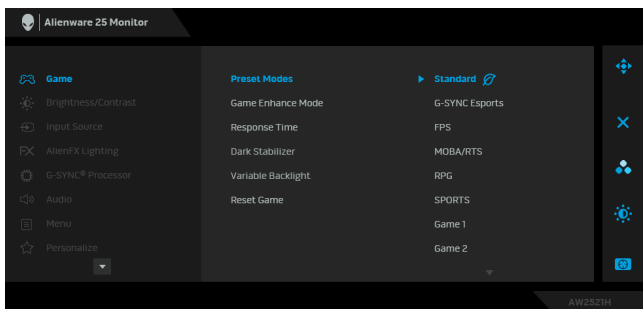 Alienware 25 Monitor
Game
Brightness/Contrast
Input Source
AlienFX Lighting
G-SYNC® Processor
Audio
Menu
Personalize
Preset Modes
Game Enhance Mode
Response Time
Dark Stabilizer
Variable Backlight
Reset Game
Standard
G-SYNC Esports
FPS
MOBA/RTS
RPG
SPORTS
Game 1
Game 2
AW2521H